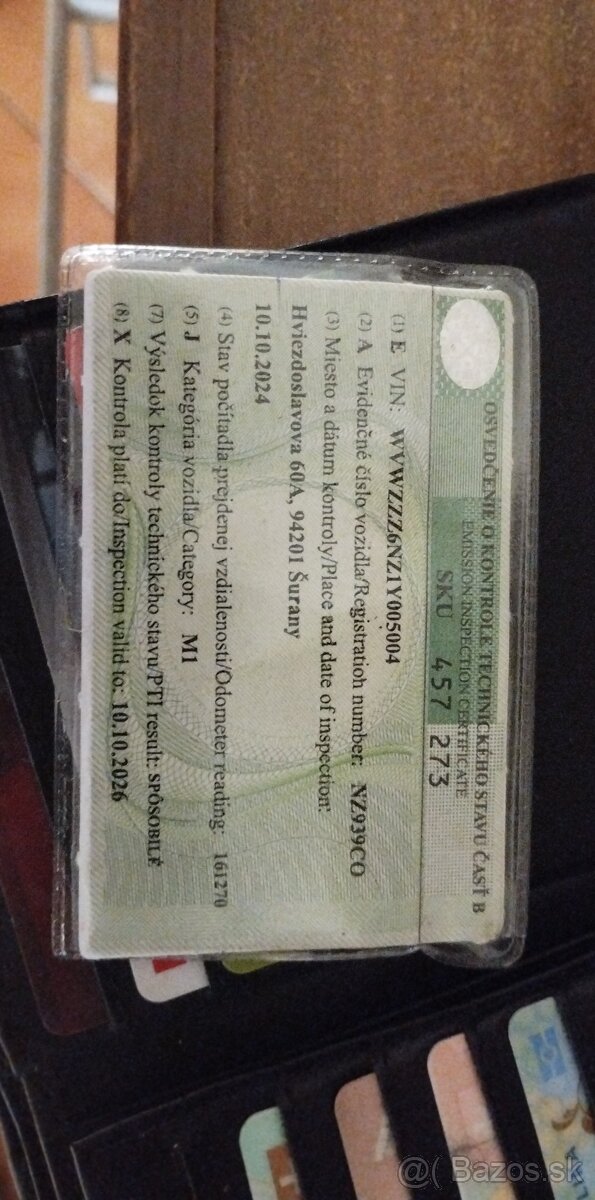 OSVEDČENIE O KONTROLE TECHNICKÉHO STAVU ČASŤ B
EMISSION INSPECTION CERTIFICATE
SKU 457 273
(1) E VIN: WVWZZZ6NZ1Y005004
(2) A Evidenčné číslo vozidla/Registration number: NZ939CO
(3) Miesto a dátum kontroly/Place and date of inspection:
Hviezdoslavova 60A, 94201 Šurany
10.10.2024
(4) Stav počítadla prejdenej vzdialenosti/Odometer reading: 161270
(5) J Kategória vozidla/Category: M1
(7) Výsledok kontroly technického stavu/PTI result: SPÔSOBILÉ
(8) X Kontrola platí do/Inspection valid to: 10.10.2026
@( Bazos.sk